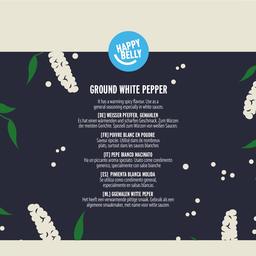 HAPPY
BELLY
GROUND WHITE PEPPER
It has a warming spicy flavour. Use as a
general seasoning especially in white sauces.
[DE] WEISSER PFEFFER, GEMAHLEN
Es hat einen wärmenden und scharfen Geschmack. Zum Würzen
der meisten Gerichte. Speziell zum Würzen von weißen Saucen.
[FR] POIVRE BLANC EN POUDRE
Saveur épicée. Utilisé dans de nombreux
plats, surtout dans les sauces blanches
[IT] PEPE BIANCO MACINATO
Ha un piccante aroma speziato. Usato come condimento
generico, specialmente con salse bianche.
[ES] PIMIENTA BLANCA MOLIDA
Se utiliza como condimento general,
especialmente en salsas blancas.
[NL] GGEMALEN WITTE PEPER
Het heeft een verwarmende pittige smaak. Gebruik als een
algemene smaakmaker, met name voor witte sauzen.